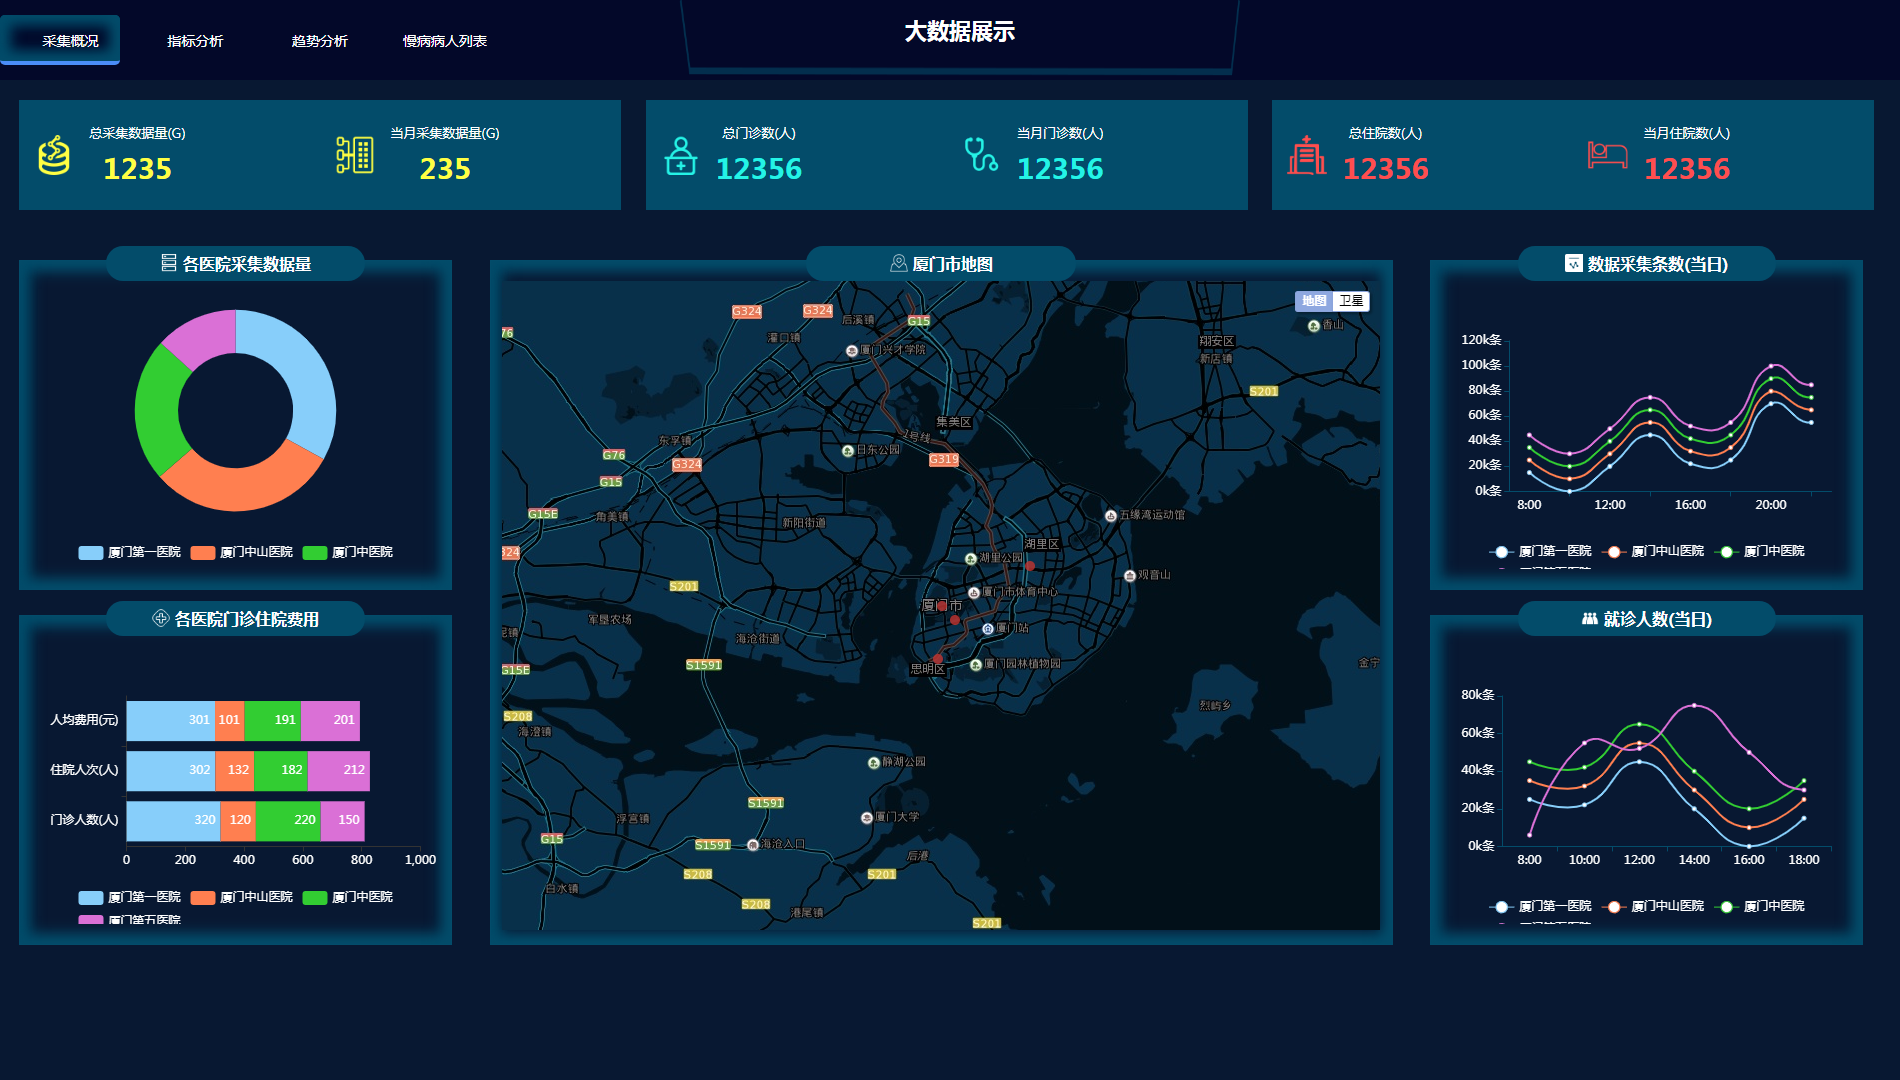 采集概况
指标分析
趋势分析
慢病病人列表
大数据展示
总采集数据量(G)
1235
当月采集数据量(G)
235
总门诊数(人)
12356
当月门诊数(人)
12356
总住院数(人)
12356
当月住院数(人)
12356
各医院采集数据量
厦门第一医院
厦门中山医院
厦门中医院
各医院门诊住院费用
人均费用(元)
301
101
191
201
住院人次(人)
302
132
182
212
门诊人数(人)
320
120
220
150
0
200
400
600
800
1,000
厦门第一医院
厦门中山医院
厦门中医院
厦门第五医院
厦门市地图
地图
卫星
G324
G324
后溪镇
G15
香山
76
灌口镇
厦门兴才学院
翔安区
新店镇
S201
集美区
1号线
东孚镇
日东公园
G76
G324
G319
G15
G15E
角美镇
新阳街道
五缘湾运动馆
324
湖里区
湖里公园
观音山
S201
厦门市体育中心
厦门市
军垦农场
厦门站
海沧街道
S1591
厦门园林植物园
思明区
金宁
G15E
烈屿乡
S208
海澄镇
静湖公园
S1591
浮宫镇
厦门大学
G15
S1591
海沧入口
后港
S208
S201
白水镇
S208
港尾镇
S201
数据采集条数(当日)
120k条
100k条
80k条
60k条
40k条
20k条
0k条
8:00
12:00
16:00
20:00
厦门第一医院
厦门中山医院
厦门中医院
就诊人数(当日)
80k条
60k条
40k条
20k条
0k条
8:00
10:00
12:00
14:00
16:00
18:00
厦门第一医院
厦门中山医院
厦门中医院